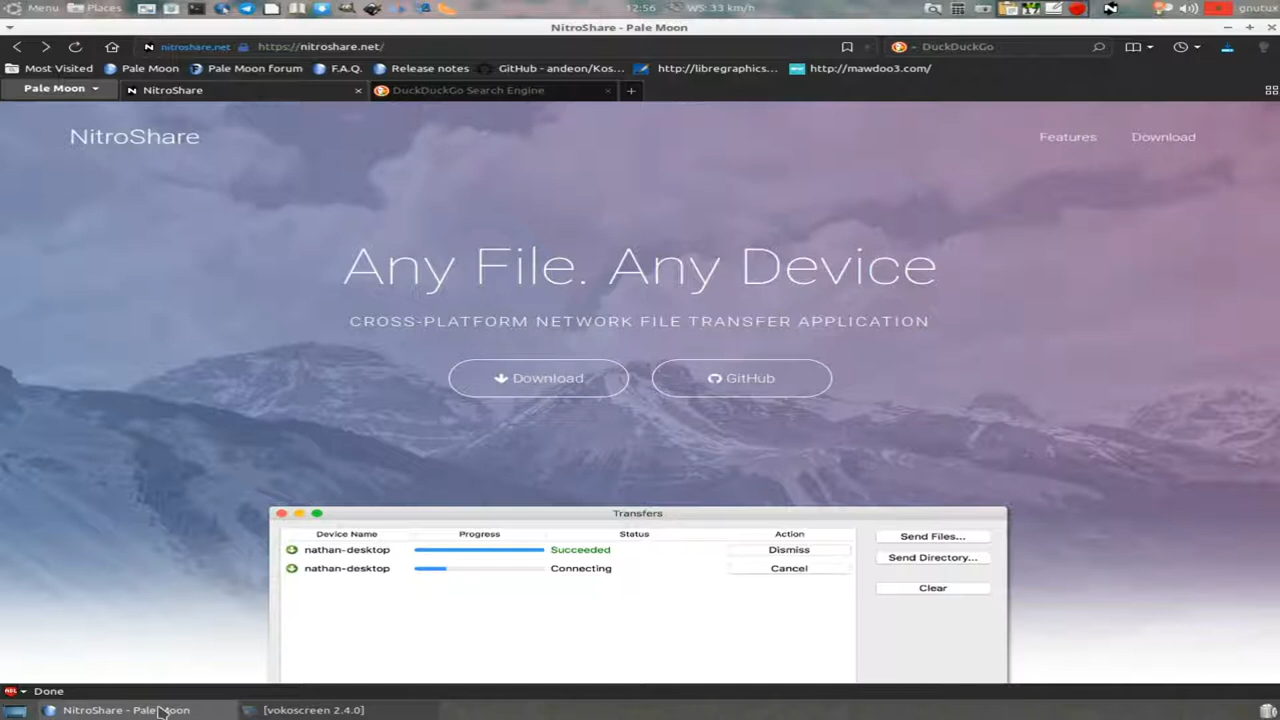 Menu Places 12:56 WS: 33 km/h gnutux
NitroShare - Pale Moon
nitroshare.net https://nitroshare.net/ DuckDuckGo
Most Visited Pale Moon Pale Moon forum F.A.Q. Release notes GitHub - andeon/Kos... http://libregraphics... http://mawdoo3.com/
Pale Moon NitroShare DuckDuckGo Search Engine
NitroShare Features Download
Any File. Any Device
CROSS-PLATFORM NETWORK FILE TRANSFER APPLICATION
Download GitHub
Transfers
Device Name Progress Status Action
nathan-desktop Succeeded Dismiss
nathan-desktop Connecting Cancel
Send Files...
Send Directory...
Clear
ABL Done
NitroShare - Pale Moon [vokoscreen 2.4.0]